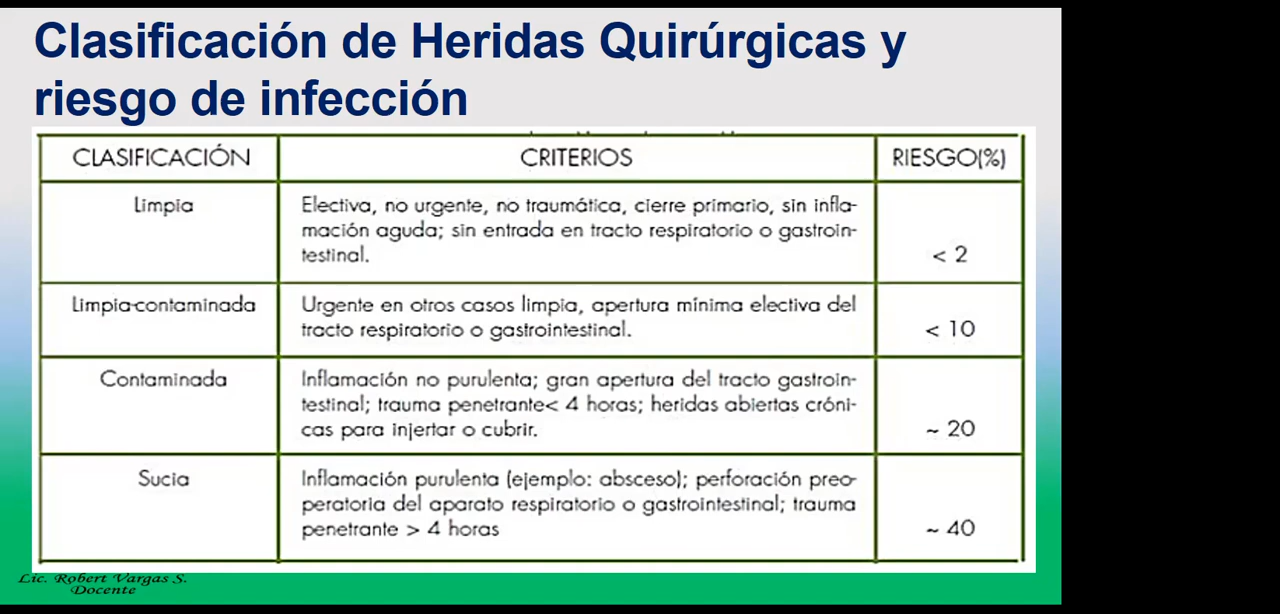 Clasificación de Heridas Quirúrgicas y
riesgo de infección
CLASIFICACIÓN CRITERIOS RIESGO(%)
Limpia
Electiva, no urgente, no traumática, cierre primario, sin infla-
mación aguda; sin entrada en tracto respiratorio o gastroin-
testinal.
< 2
Limpia-contaminada
Urgente en otros casos limpia, apertura mínima electiva del
tracto respiratorio o gastrointestinal.
< 10
Contaminada
Inflamación no purulenta; gran apertura del tracto gastroin-
testinal; trauma penetrante< 4 horas; heridas abiertas cróni-
cas para injertar o cubrir.
~ 20
Sucia
Inflamación purulenta (ejemplo: absceso); perforación preo-
peratoria del aparato respiratorio o gastrointestinal; trauma
penetrante > 4 horas
~ 40
Lic. Robert Vargas S.
Docente